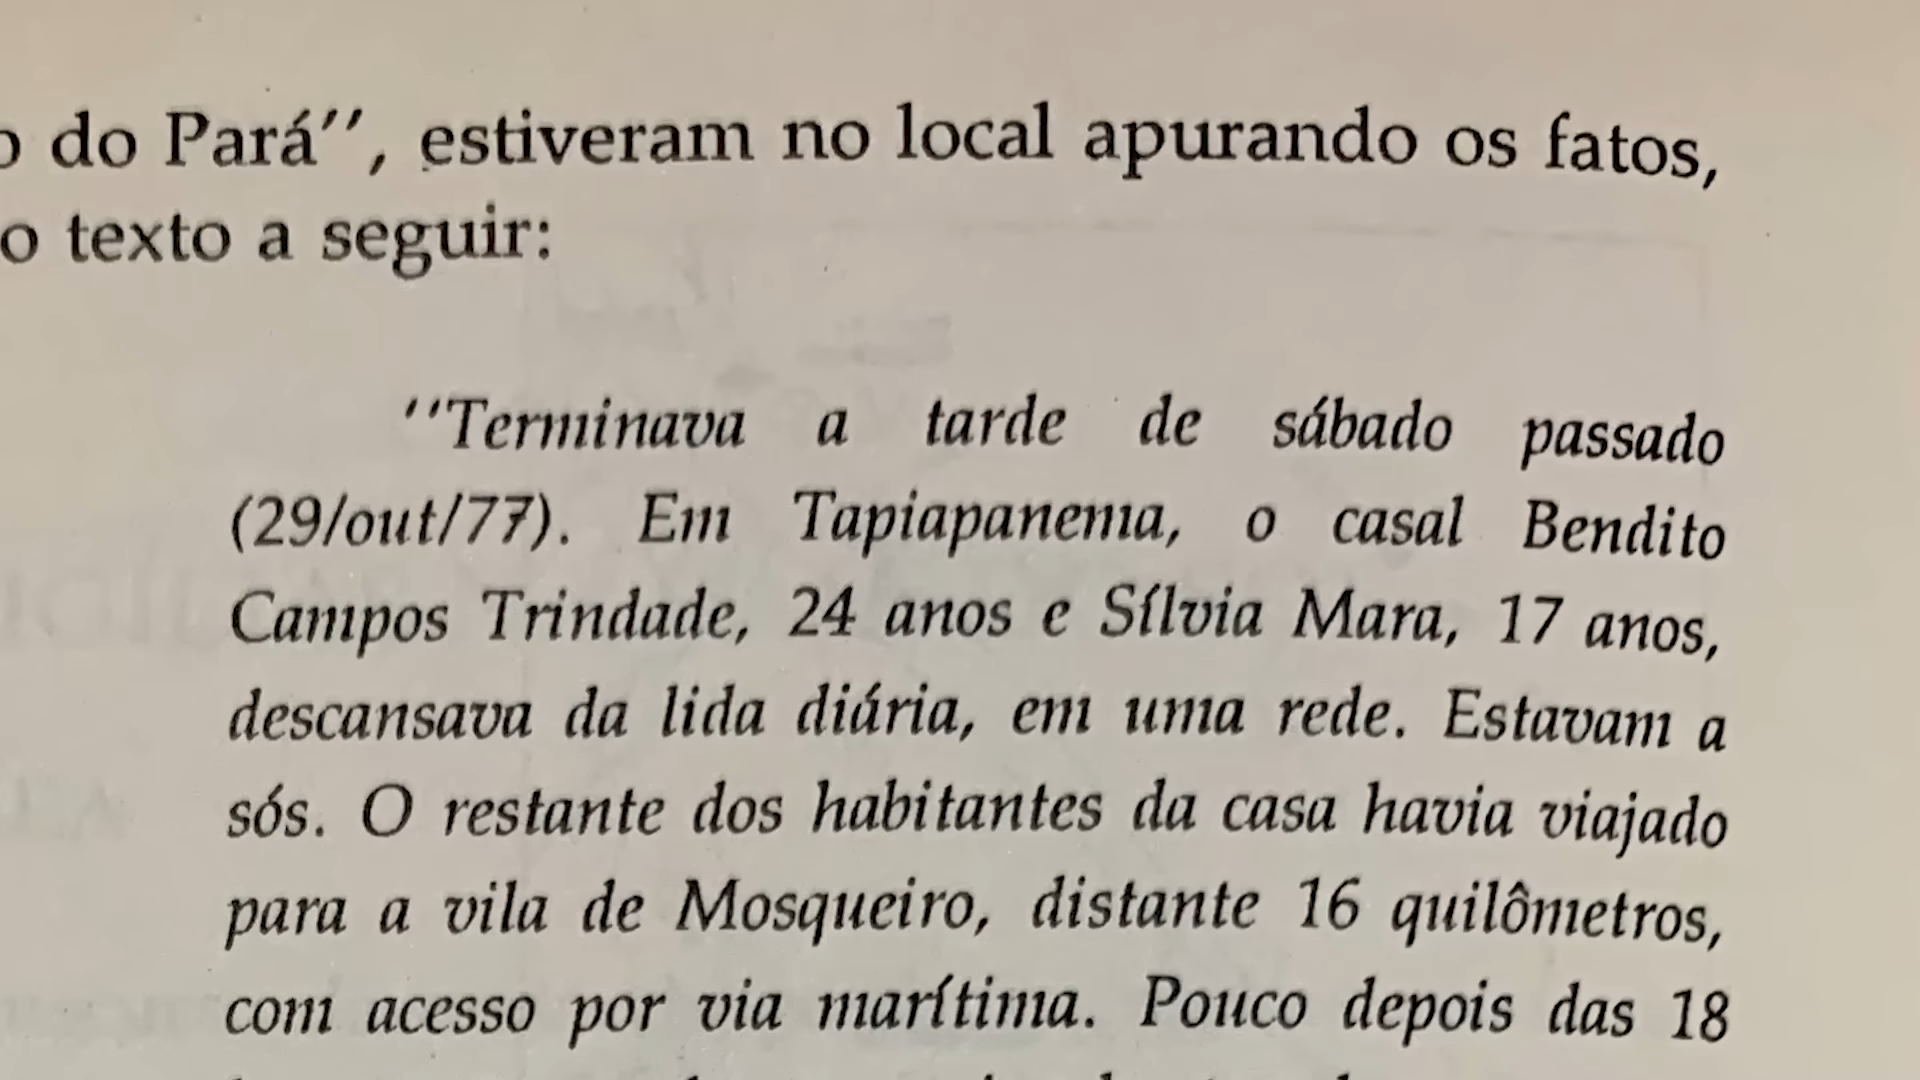 do Pará", estiveram no local apurando os fatos,
o texto a seguir:
"Terminava a tarde de sábado passado
(29/out/77). Em Tapiapanema, o casal Bendito
Campos Trindade, 24 anos e Sílvia Mara, 17 anos,
descansava da lida diária, em uma rede. Estavam a
sós. O restante dos habitantes da casa havia viajado
para a vila de Mosqueiro, distante 16 quilômetros,
com acesso por via marítima. Pouco depois das 18